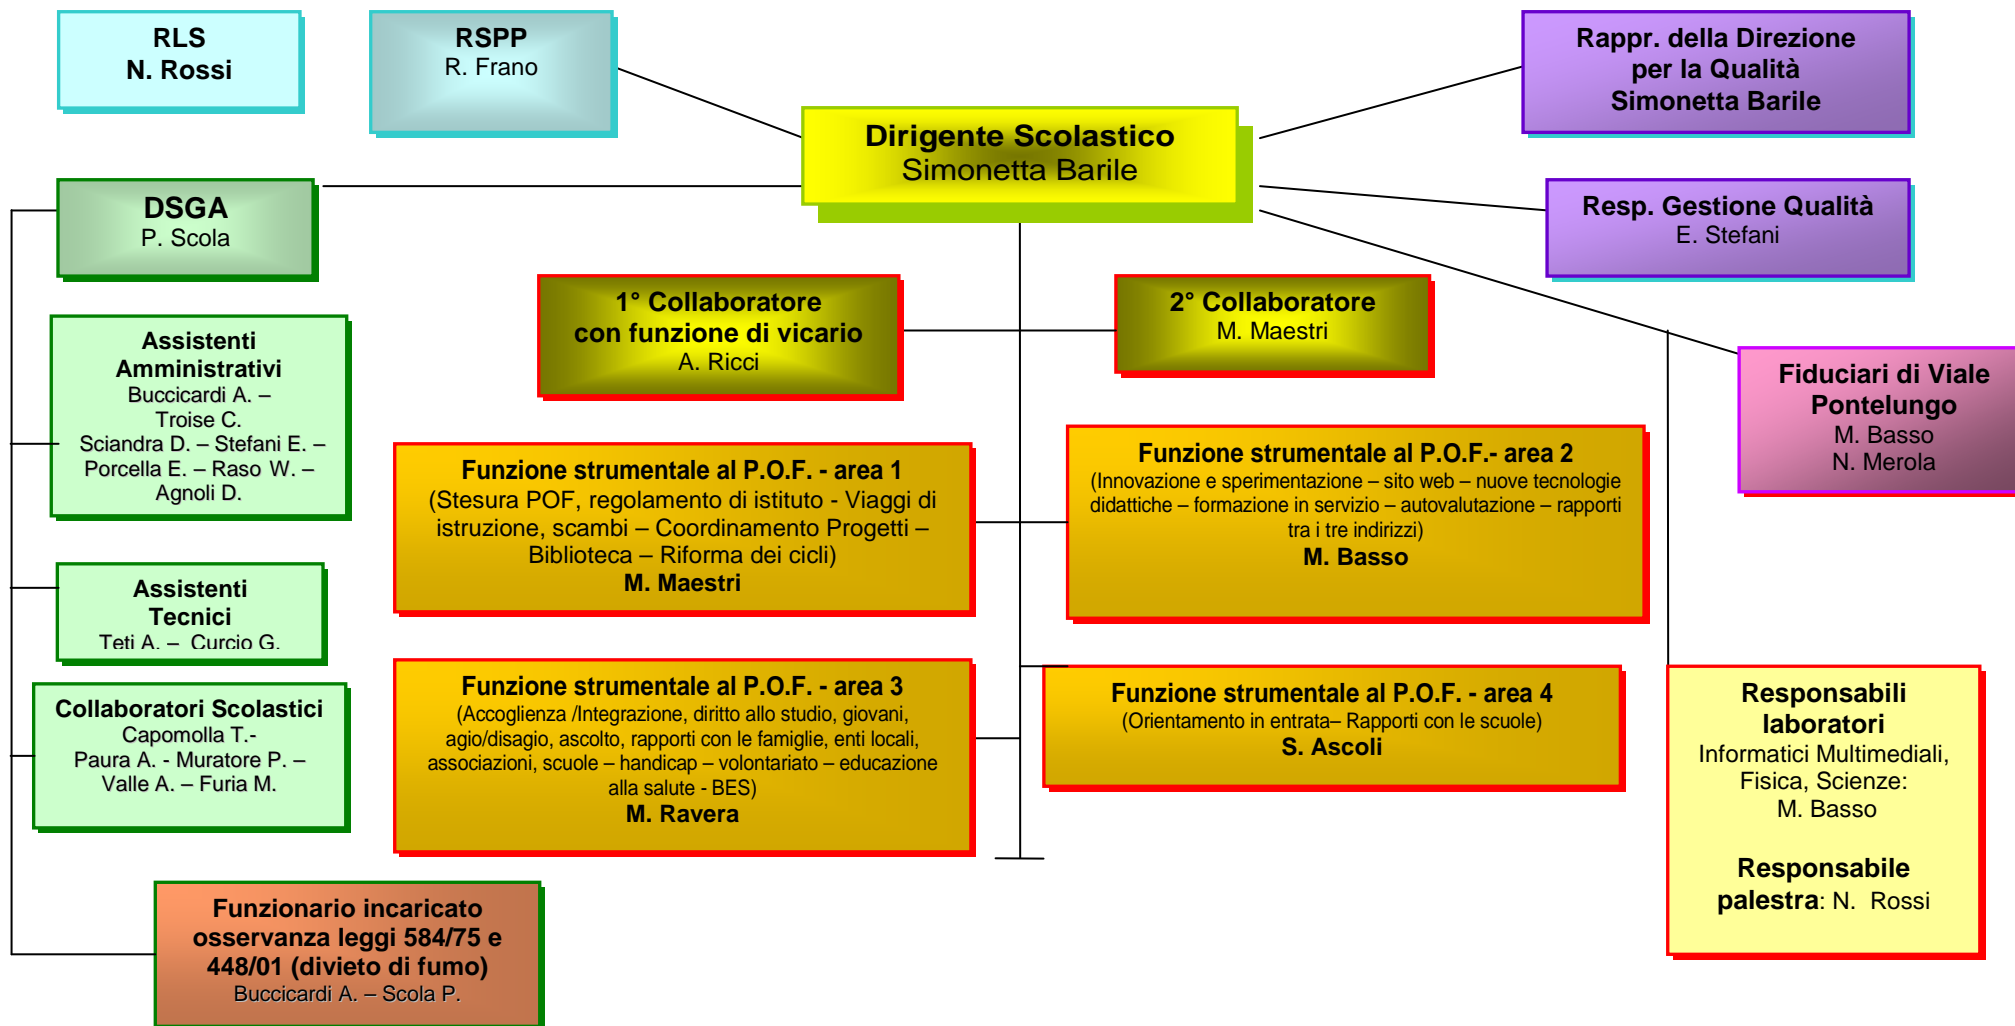 RLS
N. Rossi
RSPP
R. Frano
Rappr. della Direzione
per la Qualità
Simonetta Barile
Dirigente Scolastico
Simonetta Barile
DSGA
P. Scola
Resp. Gestione Qualità
E. Stefani
1° Collaboratore
con funzione di vicario
A. Ricci
2° Collaboratore
M. Maestri
Assistenti
Amministrativi
Buccicardi A. –
Troise C.
Sciandra D. – Stefani E. –
Porcella E. – Raso W. –
Agnoli D.
Fiduciari di Viale
Pontelungo
M. Basso
N. Merola
Funzione strumentale al P.O.F. - area 1
(Stesura POF, regolamento di istituto - Viaggi di
istruzione, scambi – Coordinamento Progetti –
Biblioteca – Riforma dei cicli)
M. Maestri
Funzione strumentale al P.O.F.- area 2
(Innovazione e sperimentazione – sito web – nuove tecnologie
didattiche – formazione in servizio – autovalutazione – rapporti
tra i tre indirizzi)
M. Basso
Assistenti
Tecnici
Teti A. – Curcio G.
Collaboratori Scolastici
Capomolla T.-
Paura A. - Muratore P. –
Valle A. – Furia M.
Funzione strumentale al P.O.F. - area 3
(Accoglienza /Integrazione, diritto allo studio, giovani,
agio/disagio, ascolto, rapporti con le famiglie, enti locali,
associazioni, scuole – handicap – volontariato – educazione
alla salute - BES)
M. Ravera
Funzione strumentale al P.O.F. - area 4
(Orientamento in entrata– Rapporti con le scuole)
S. Ascoli
Responsabili
laboratori
Informatici Multimediali,
Fisica, Scienze:
M. Basso
Responsabile
palestra: N. Rossi
Funzionario incaricato
osservanza leggi 584/75 e
448/01 (divieto di fumo)
Buccicardi A. – Scola P.